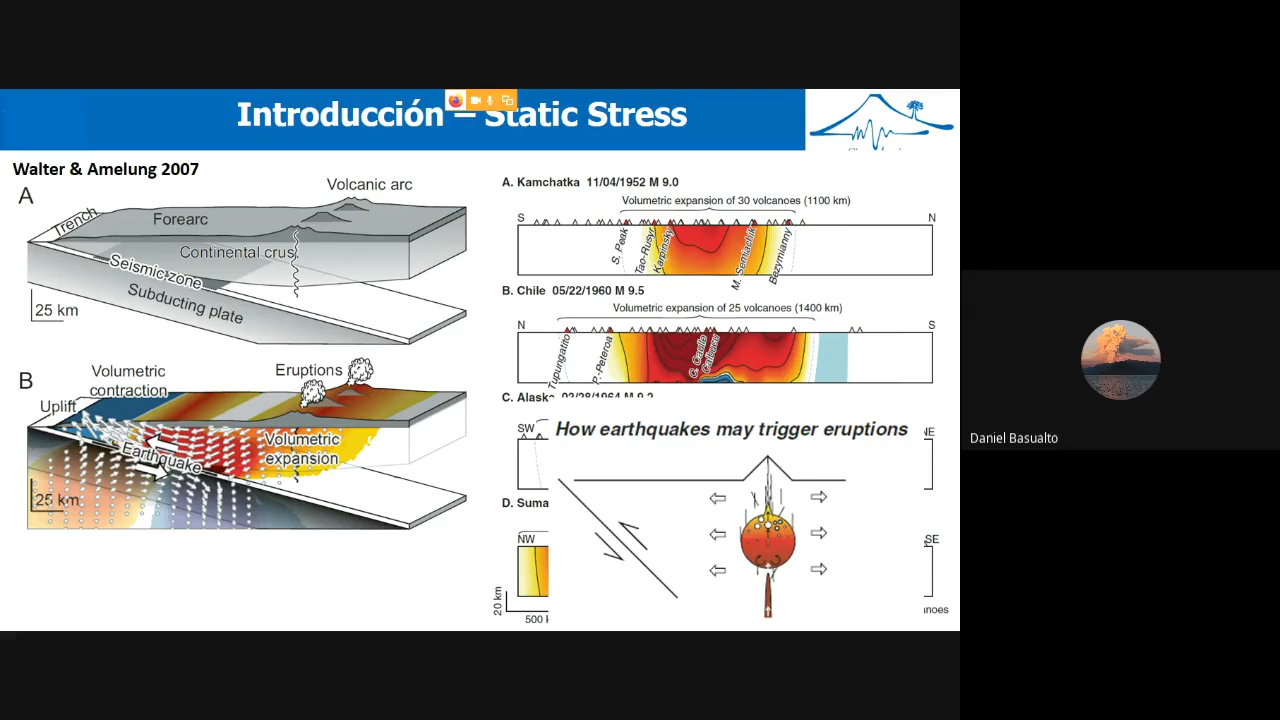 Introducción – Static Stress
Walter & Amelung 2007
A
Volcanic arc
Trench
Forearc
Continental crus
Seismic zone
Subducting plate
25 km
B
Volumetric
contraction
Eruptions
Uplift
Volumetric
expansion
Earthquake
25 km
A. Kamchatka 11/04/1952 M 9.0
Volumetric expansion of 30 volcanoes (1100 km)
S
N
S. Peak
Tao-Rusyr
Karpinsky
M. Semiachik
Bezymianny
B. Chile 05/22/1960 M 9.5
Volumetric expansion of 25 volcanoes (1400 km)
N
S
Tupungatito
P.-Peteroa
C. Caulle
C. Alaska 03/28/1964 M 9.2
SW
NE
How earthquakes may trigger eruptions
D. Suma
NW
SE
20 km
500 k
noes
Daniel Basualto